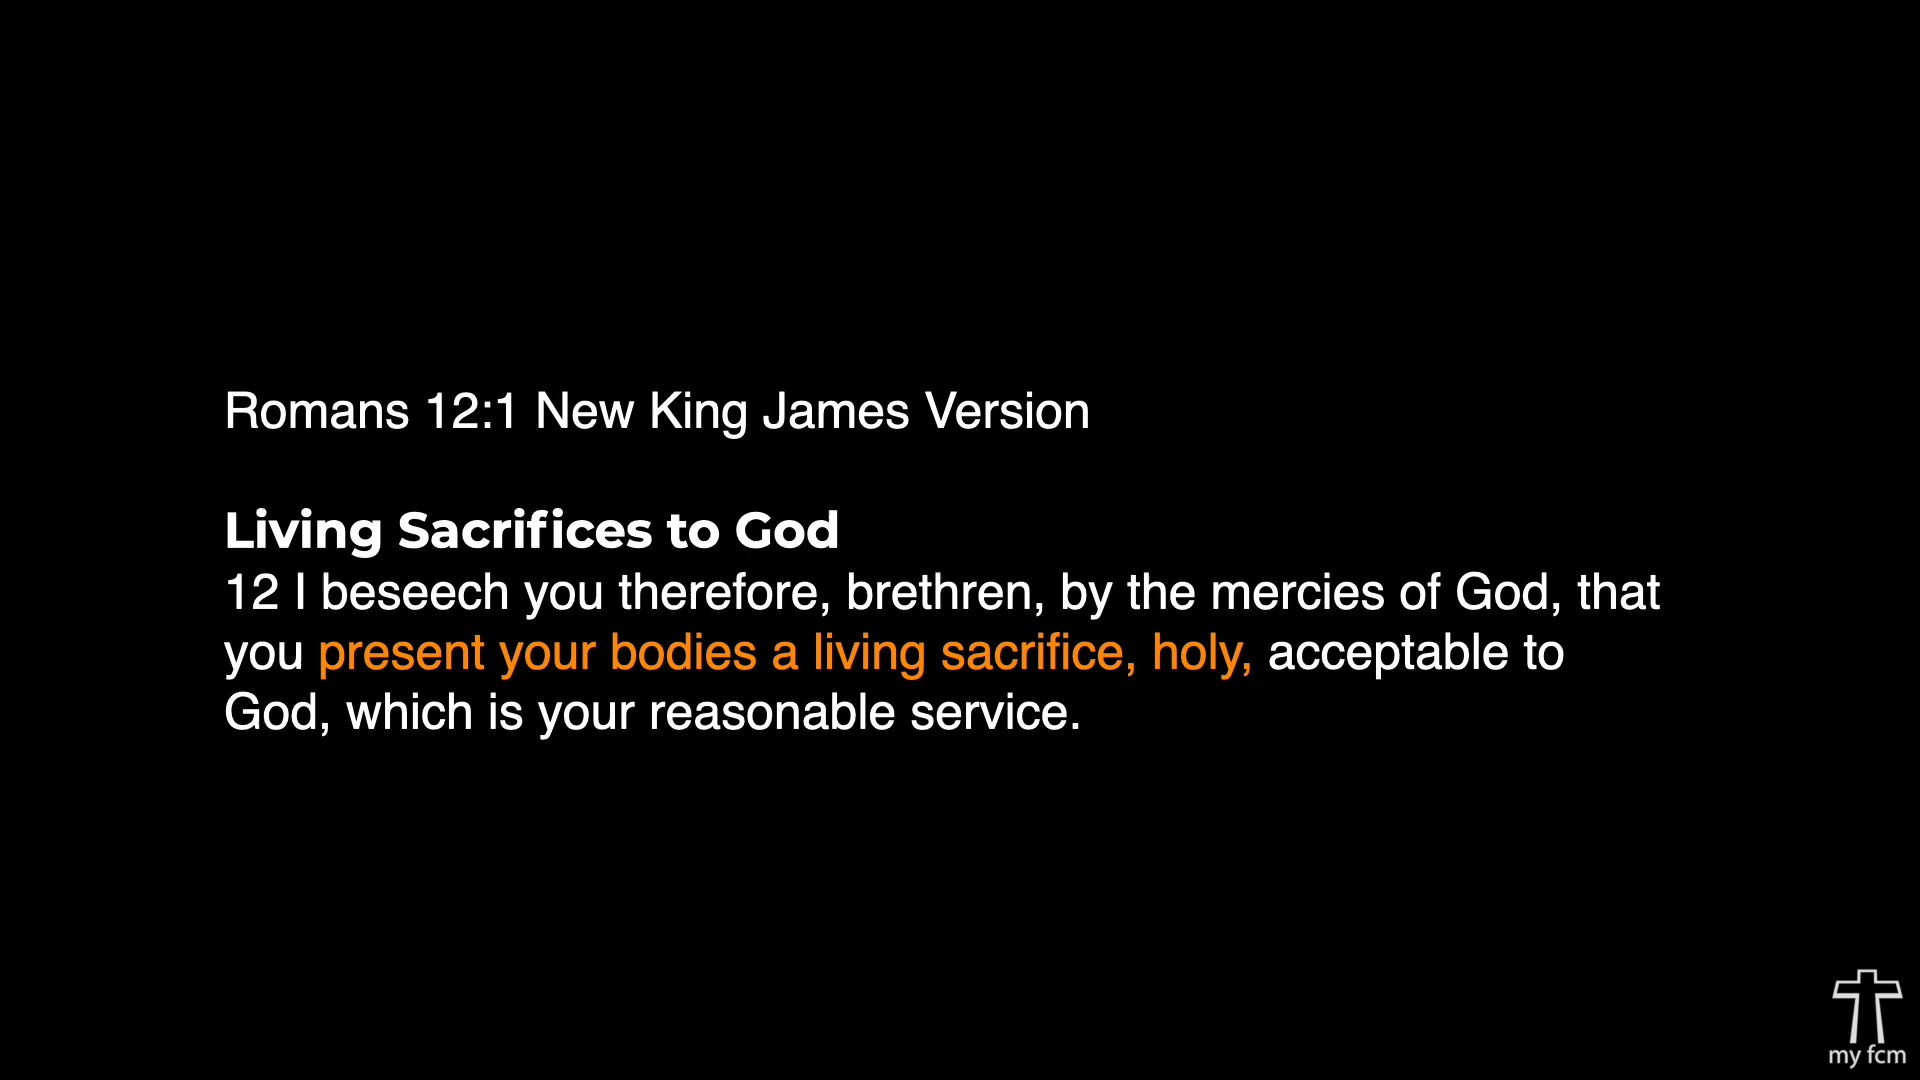 Romans 12:1 New King James Version
Living Sacrifices to God
12 I beseech you therefore, brethren, by the mercies of God, that
you present your bodies a living sacrifice, holy, acceptable to
God, which is your reasonable service.
my fcm